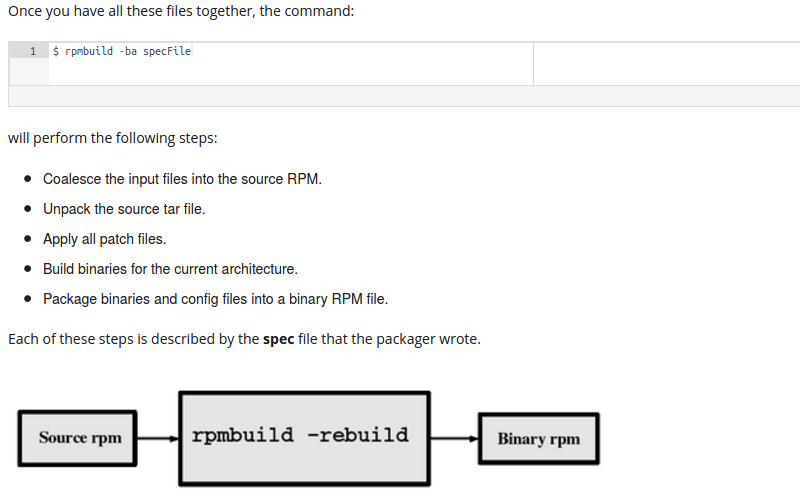 Once you have all these files together, the command:
1 $ rpmbuild -ba specFile
will perform the following steps:
• Coalesce the input files into the source RPM.
• Unpack the source tar file.
• Apply all patch files.
• Build binaries for the current architecture.
• Package binaries and config files into a binary RPM file.
Each of these steps is described by the spec file that the packager wrote.
Source rpm
rpmbuild -rebuild
Binary rpm